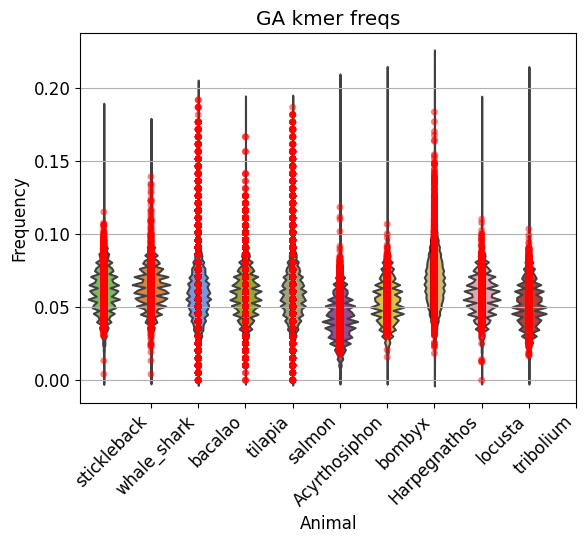 GA kmer freqs
Frequency
0.20
0.15
0.10
0.05
0.00
stickleback
whale_shark
bacalao
tilapia
salmon
Acyrthosiphon
bombyx
Harpegnathos
locusta
tribolium
Animal